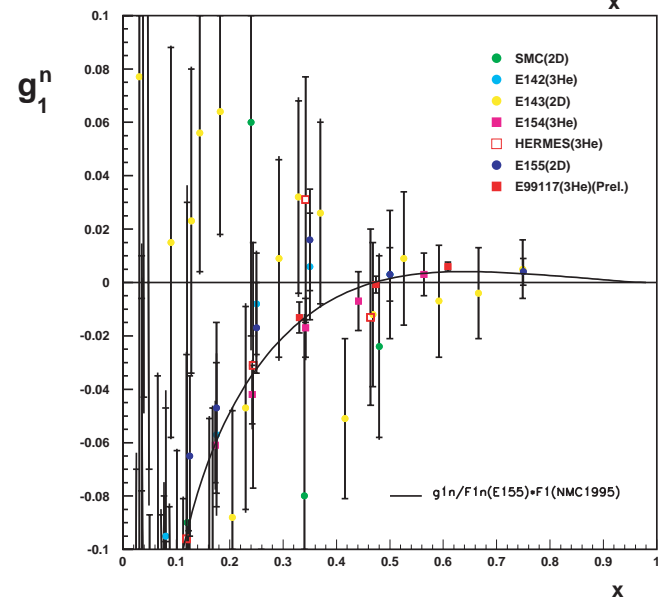 x
g₁ⁿ
0.1
0.08
0.06
0.04
0.02
0
-0.02
-0.04
-0.06
-0.08
-0.1
SMC(2D)
E142(3He)
E143(2D)
E154(3He)
HERMES(3He)
E155(2D)
E99117(3He)(Prel.)
g1n/F1n(E155)•F1(NMC1995)
0 0.1 0.2 0.3 0.4 0.5 0.6 0.7 0.8 0.9 1
x